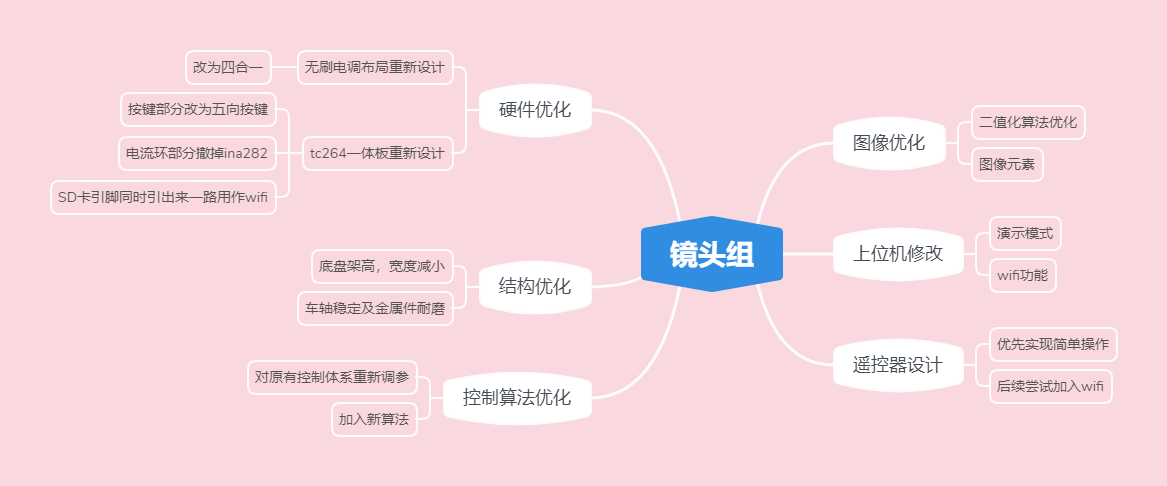 镜头组
硬件优化
无刷电调布局重新设计
改为四合一
tc264一体板重新设计
按键部分改为五向按键
电流环部分撤掉ina282
SD卡引脚同时引出来一路用作wifi
结构优化
底盘架高，宽度减小
车轴稳定及金属件耐磨
控制算法优化
对原有控制体系重新调参
加入新算法
图像优化
二值化算法优化
图像元素
上位机修改
演示模式
wifi功能
遥控器设计
优先实现简单操作
后续尝试加入wifi